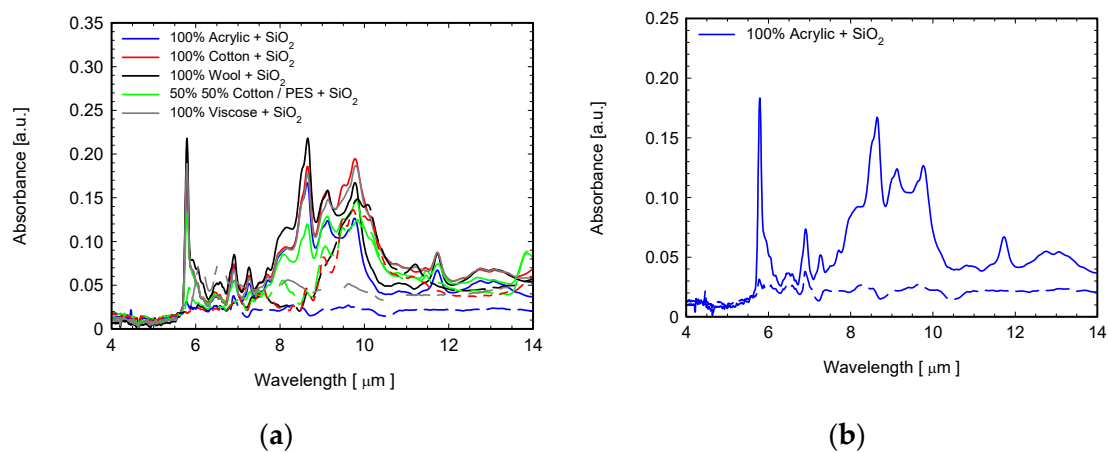 0.35
0.30
0.25
0.20
0.15
0.10
0.05
0
Absorbance [a.u.]
100% Acrylic + SiO2
100% Cotton + SiO2
100% Wool + SiO2
50% 50% Cotton / PES + SiO2
100% Viscose + SiO2
4 6 8 10 12 14
Wavelength [ μm ]
(a)
0.25
0.20
0.15
0.10
0.05
0
Absorbance [a.u.]
100% Acrylic + SiO2
4 6 8 10 12 14
Wavelength [ μm ]
(b)